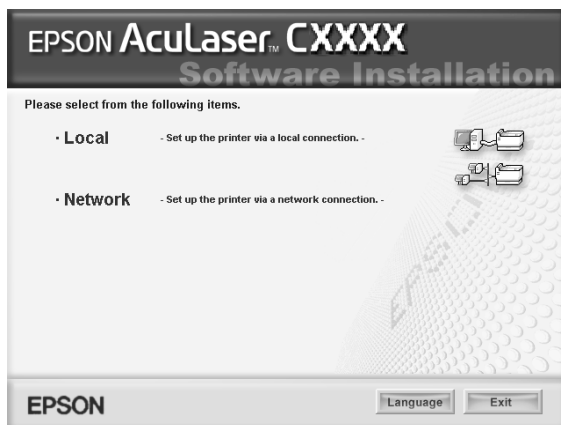 EPSON AcuLaser™ CXXXX
Software Installation
Please select from the following items.
· Local - Set up the printer via a local connection. -
· Network - Set up the printer via a network connection. -
EPSON
EPSON
Language Exit